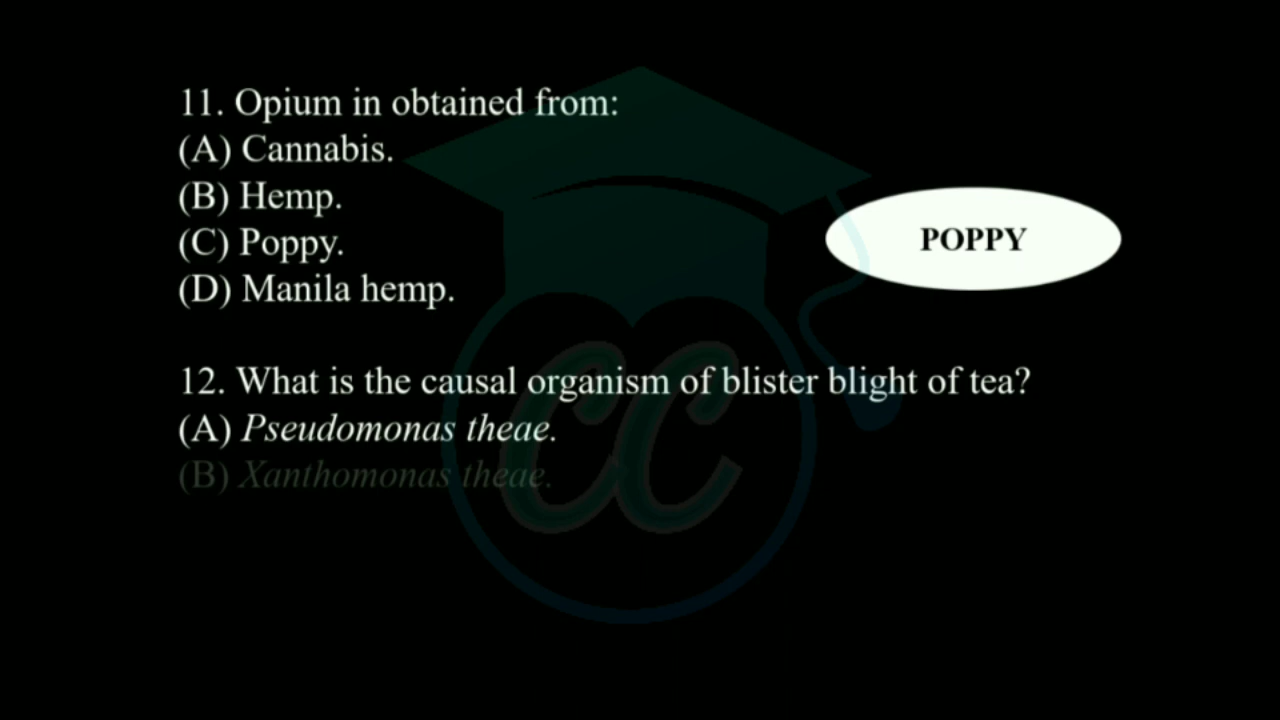 11. Opium in obtained from:
(A) Cannabis.
(B) Hemp.
(C) Poppy.
(D) Manila hemp.
POPPY
12. What is the causal organism of blister blight of tea?
(A) Pseudomonas theae.
(B) Xanthomonas theae.
CC